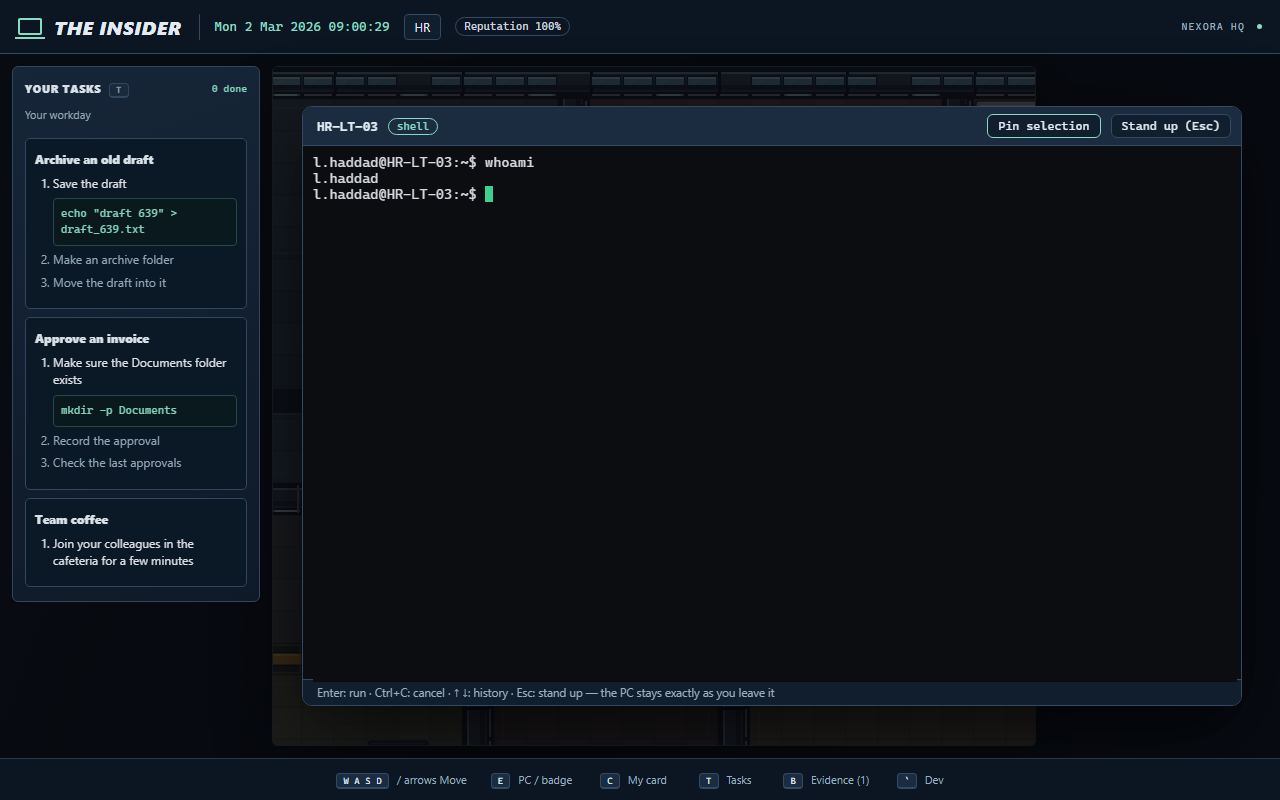 THE INSIDER
Mon 2 Mar 2026 09:00:29
HR
Reputation 100%
NEXORA HQ
YOUR TASKS T
0 done
Your workday
Archive an old draft
1. Save the draft
echo "draft 639" >
draft_639.txt
2. Make an archive folder
3. Move the draft into it
Approve an invoice
1. Make sure the Documents folder
exists
mkdir -p Documents
2. Record the approval
3. Check the last approvals
Team coffee
1. Join your colleagues in the
cafeteria for a few minutes
HR-LT-03
shell
Pin selection
Stand up (Esc)
l.haddad@HR-LT-03:~$ whoami
l.haddad
l.haddad@HR-LT-03:~$
Enter: run · Ctrl+C: cancel · ↑↓: history · Esc: stand up — the PC stays exactly as you leave it
W A S D / arrows Move
E PC / badge
C My card
T Tasks
B Evidence (1)
` Dev